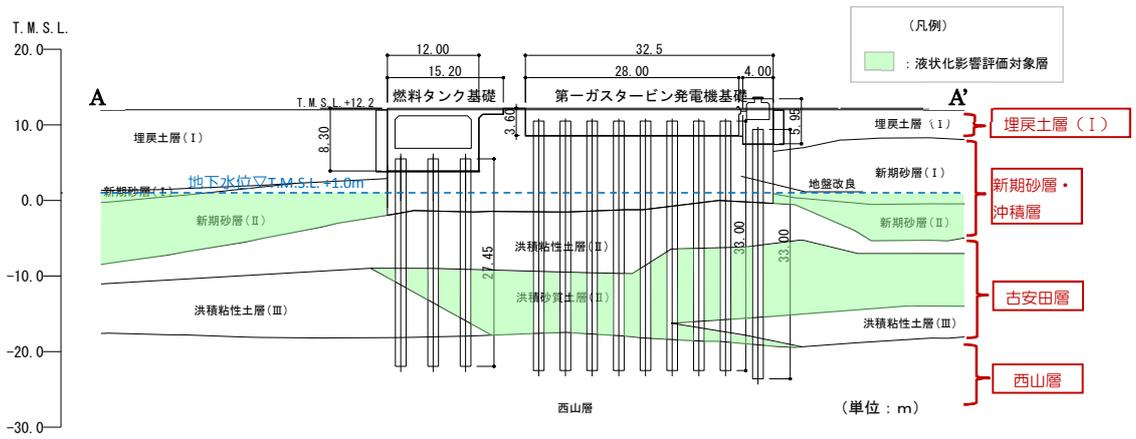 T.M.S.L.
20.0
10.0
0.0
-10.0
-20.0
-30.0
A
A’
（凡例）
：液状化影響評価対象層
12.00
15.20
32.5
28.00
4.00
T.M.S.L.+12.2
燃料タンク基礎
第一ガスタービン発電機基礎
3.60
5.95
8.30
埋戻土層(Ⅰ)
埋戻土層(Ⅰ)
埋戻土層（Ⅰ）
地下水位▽T.M.S.L.+1.0m
新期砂層(Ⅰ)
地盤改良
新期砂層(Ⅰ)
新期砂層・
沖積層
新期砂層(Ⅱ)
新期砂層(Ⅱ)
洪積粘性土層(Ⅱ)
27.45
33.00
33.00
洪積砂質土層(Ⅱ)
古安田層
洪積粘性土層(Ⅲ)
洪積粘性土層(Ⅲ)
西山層
西山層
（単位：ｍ）